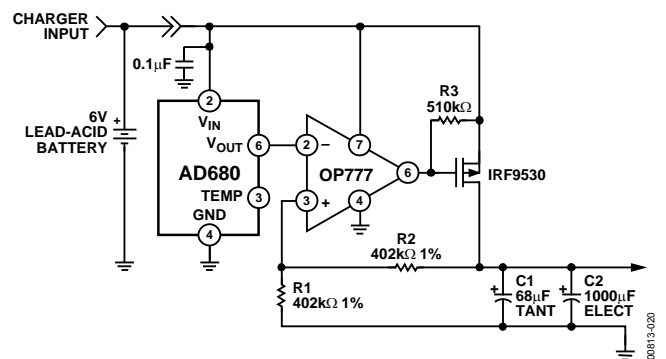 CHARGER
INPUT
0.1μF
6V
LEAD-ACID
BATTERY
+
2
VIN
VOUT
6
AD680
TEMP
3
GND
4
2
−
7
OP777
6
3
+
4
R3
510kΩ
IRF9530
R2
402kΩ 1%
R1
402kΩ 1%
+
C1
68μF
TANT
+
C2
1000μF
ELECT
00813-020